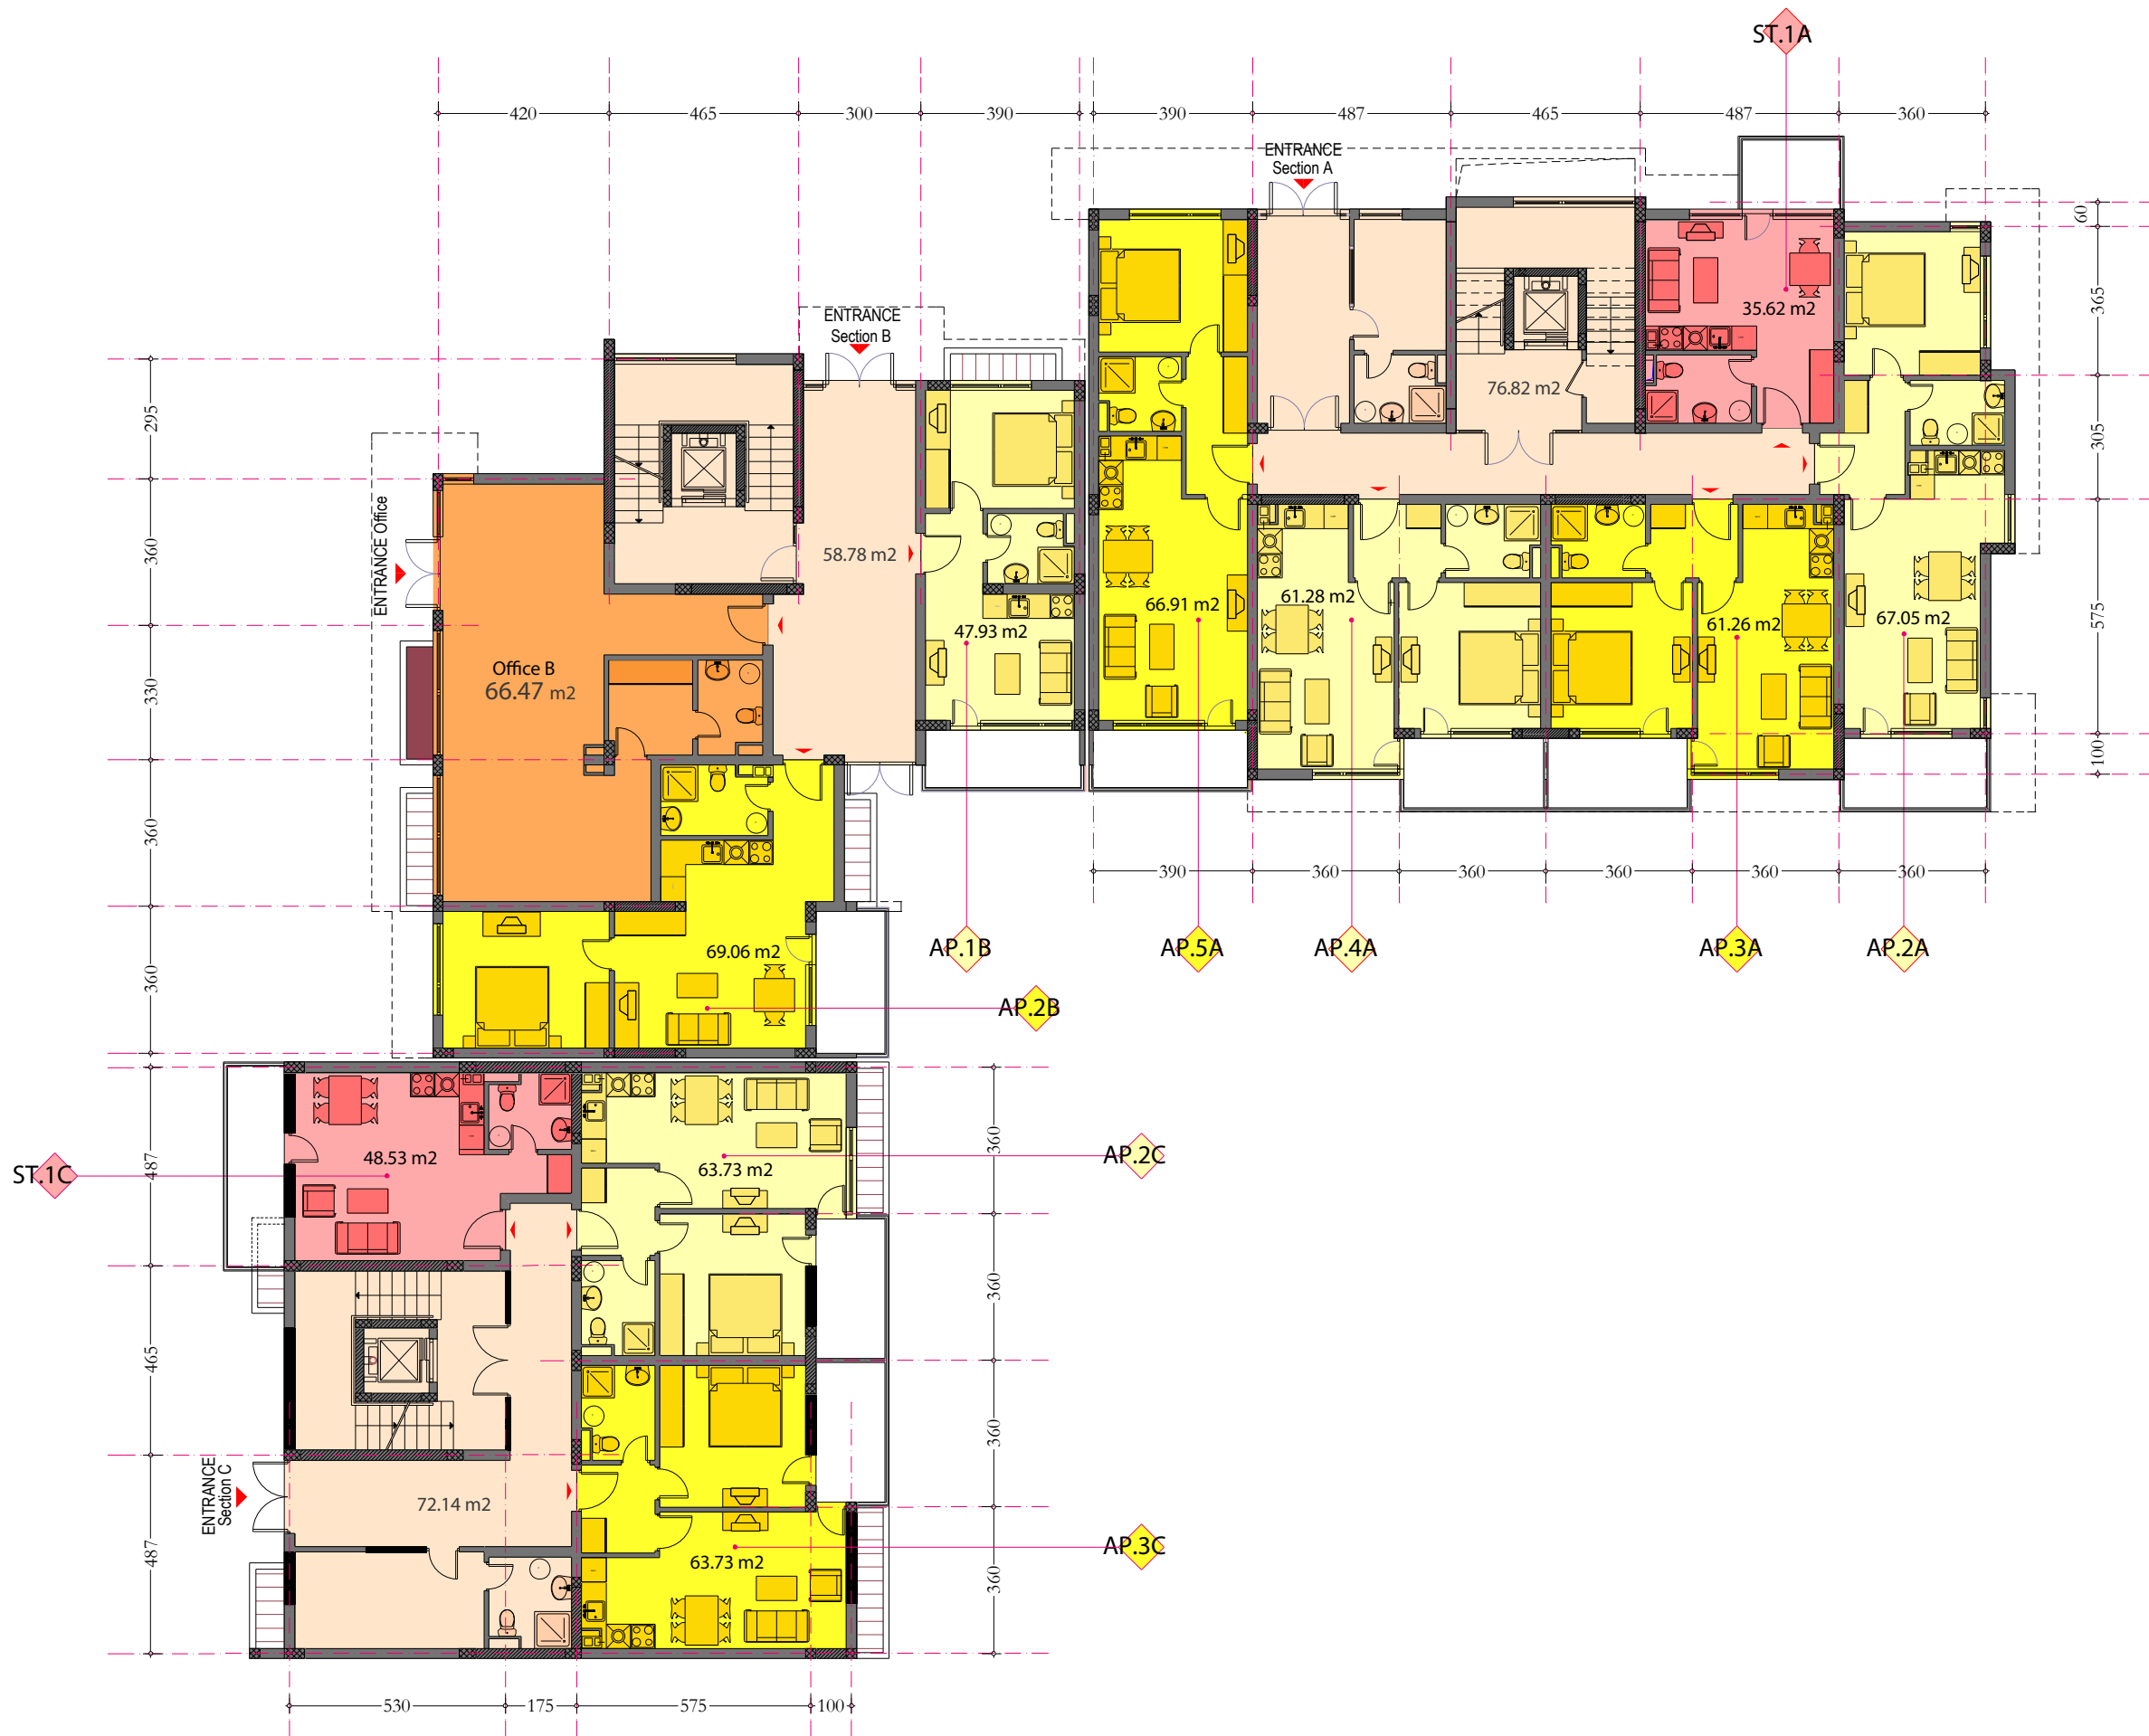 ST.1A
420
465
300
390
390
487
465
487
360
ENTRANCE
Section A
ENTRANCE
Section B
60
365
305
575
100
35.62 m2
76.82 m2
295
360
330
360
360
ENTRANCE Office
58.78 m2
47.93 m2
66.91 m2
61.28 m2
61.26 m2
67.05 m2
Office B
66.47 m2
390
360
360
360
360
360
AP.1B
AP.5A
AP.4A
AP.3A
AP.2A
69.06 m2
AP.2B
ST.1C
48.53 m2
63.73 m2
AP.2C
487
465
487
360
360
360
360
ENTRANCE
Section C
72.14 m2
63.73 m2
AP.3C
530
175
575
100